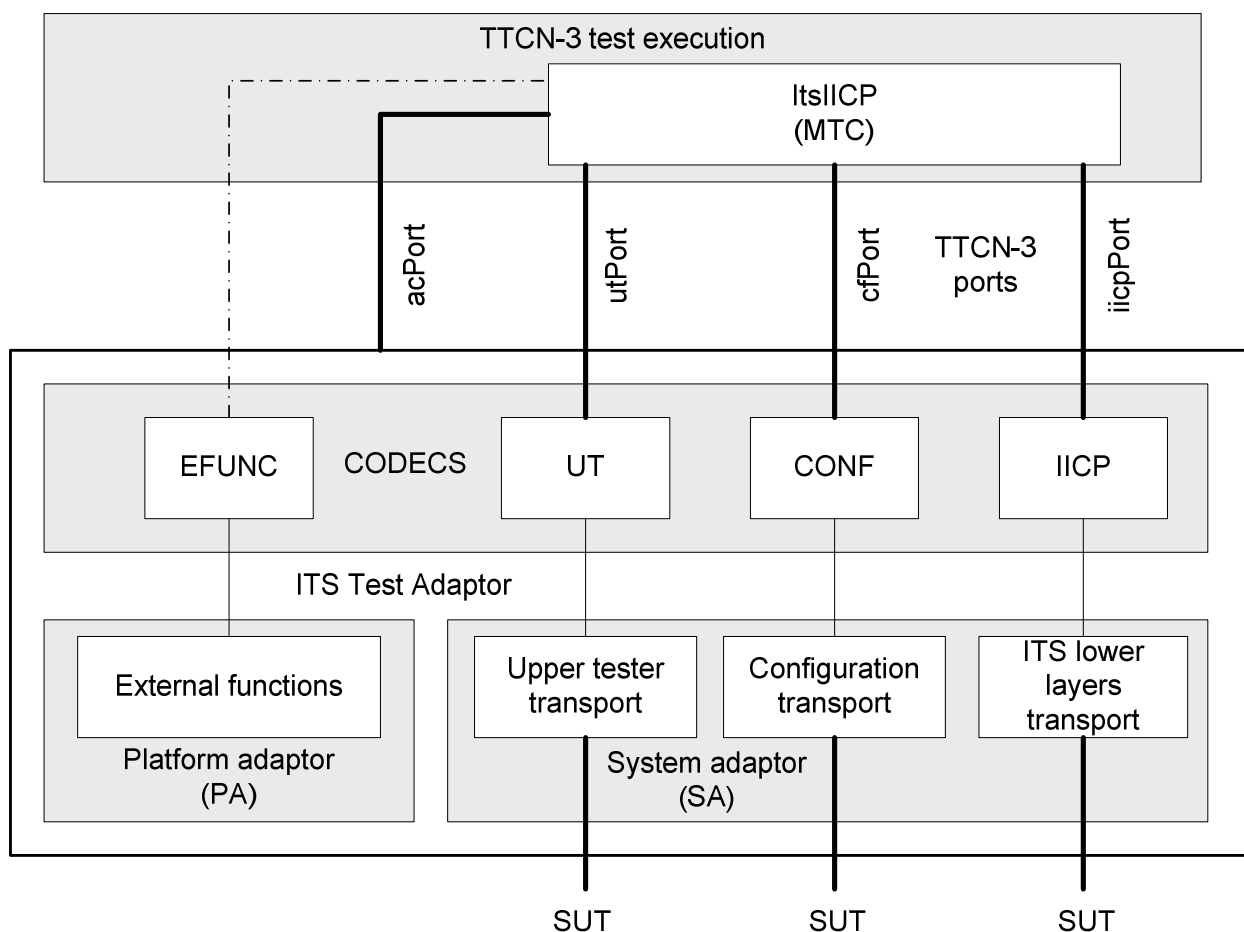 TTCN-3 test execution
ItsIICP
(MTC)
acPort
utPort
cfPort
TTCN-3
ports
iicpPort
EFUNC
CODECS
UT
CONF
IICP
ITS Test Adaptor
External functions
Upper tester
transport
Configuration
transport
ITS lower
layers
transport
Platform adaptor
(PA)
System adaptor
(SA)
SUT
SUT
SUT